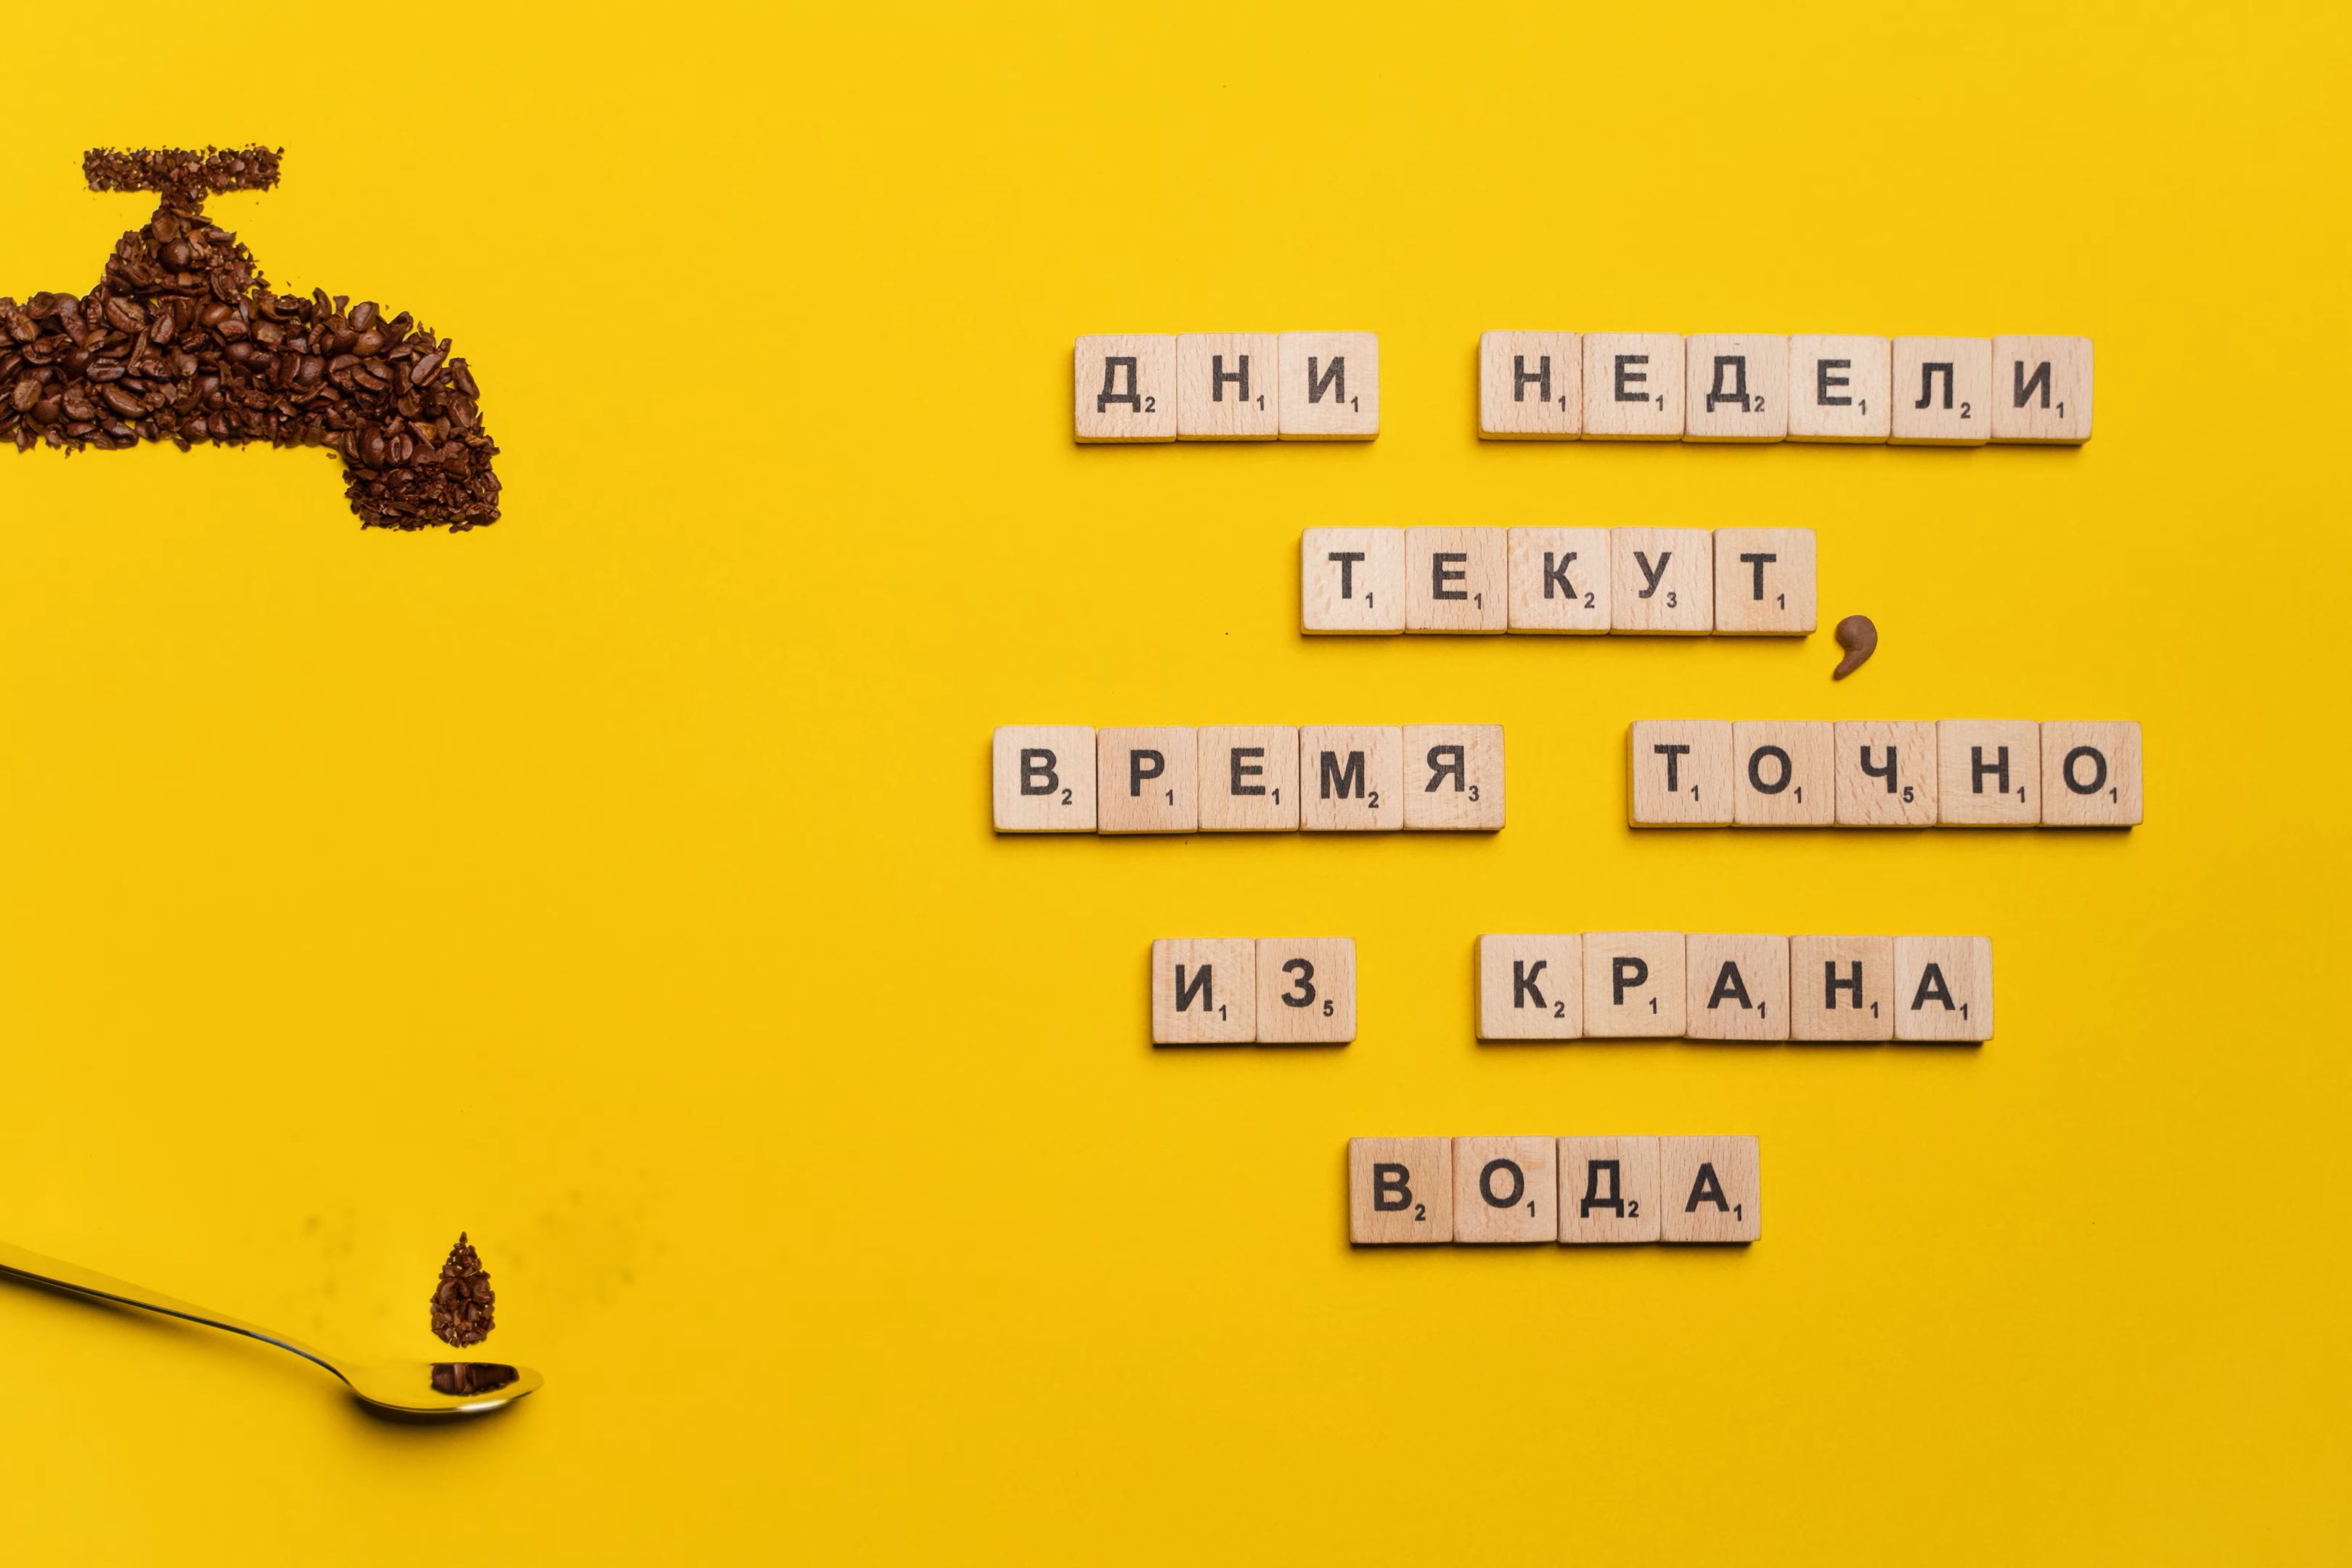 ДНИ НЕДЕЛИ
ТЕКУТ,
ВРЕМЯ ТОЧНО
ИЗ КРАНА
ВОДА